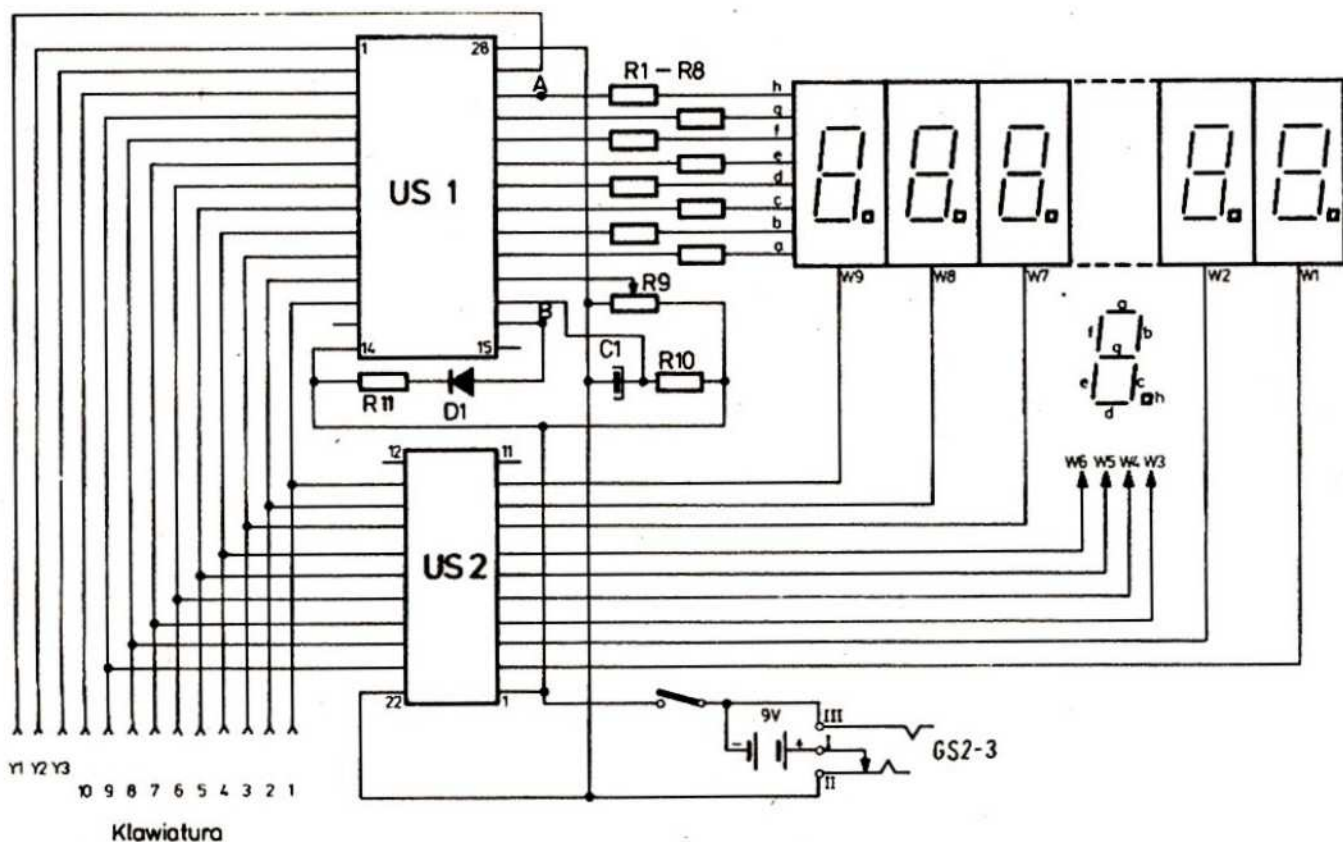 1 28
A
R1 – R8
h
g
f
e
d
c
b
a
US 1
R9
B
14 15
C1
R10
R11
D1
W9 W8 W7 W2 W1
a
f b
g
e c
d h
12 11
W6 W5 W4 W3
US 2
22 1
9V
III
- + I
II
GS2-3
Y1 Y2 Y3
10 9 8 7 6 5 4 3 2 1
Klawiatura